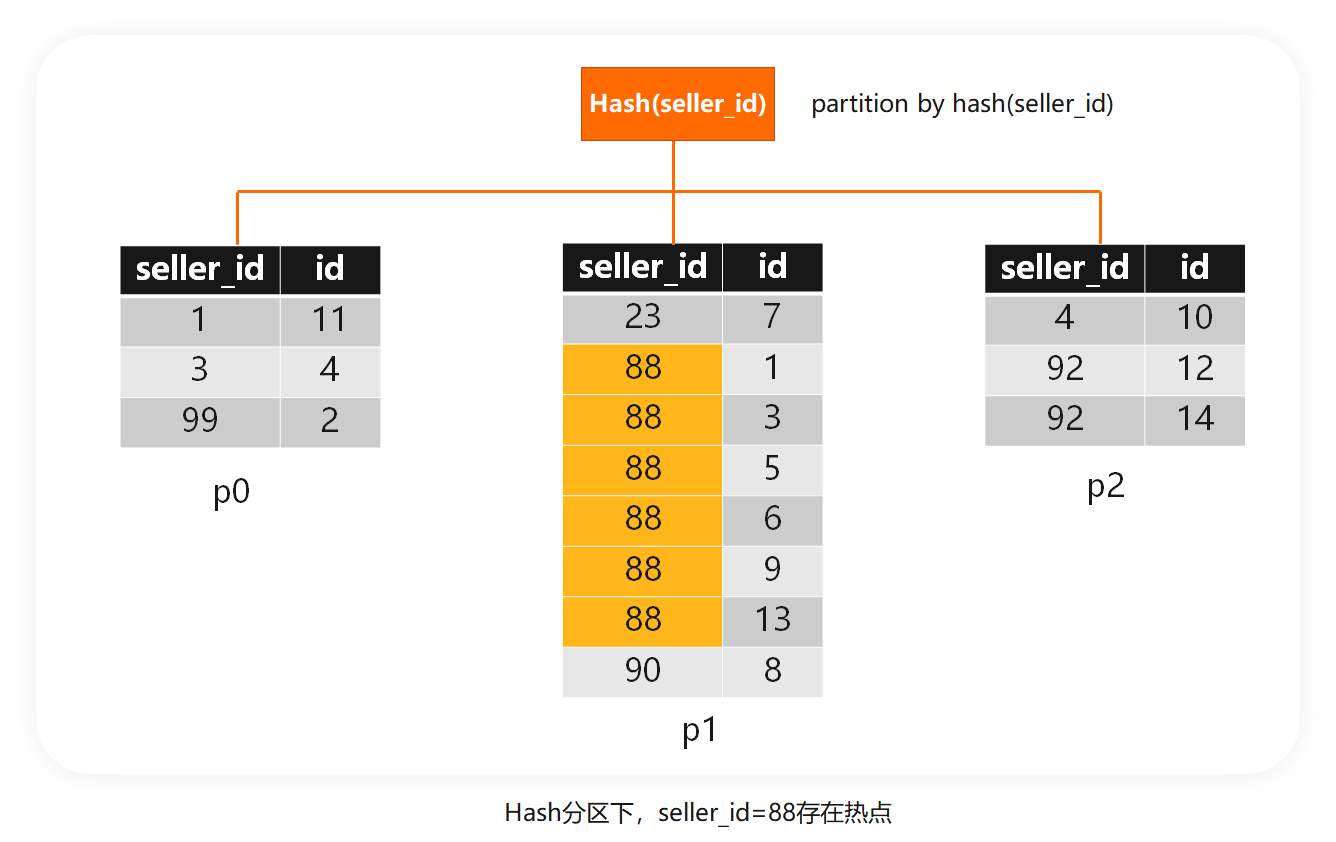 Hash(seller_id)
partition by hash(seller_id)
seller_id id
1 11
3 4
99 2
p0
seller_id id
23 7
88 1
88 3
88 5
88 6
88 9
88 13
90 8
p1
seller_id id
4 10
92 12
92 14
p2
Hash分区下，seller_id=88存在热点